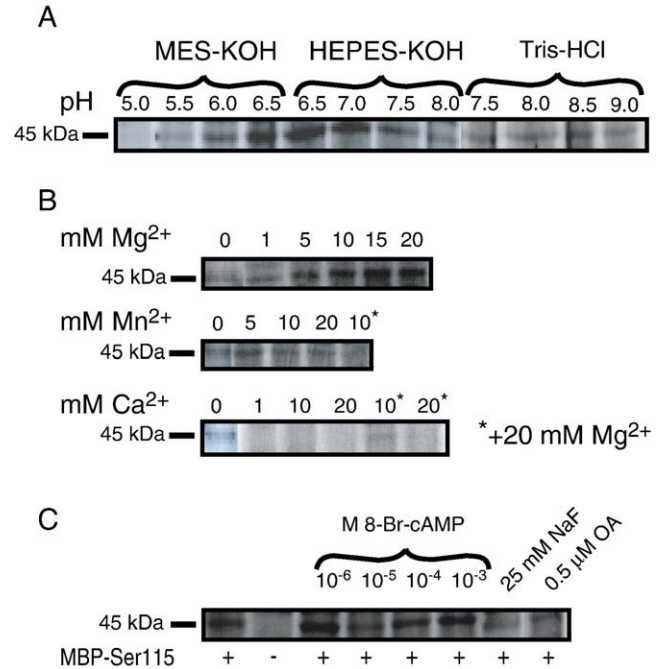 A
MES-KOH HEPES-KOH Tris-HCl
pH 5.0 5.5 6.0 6.5 6.5 7.0 7.5 8.0 7.5 8.0 8.5 9.0
45 kDa
B
mM Mg2+ 0 1 5 10 15 20
45 kDa
mM Mn2+ 0 5 10 20 10*
45 kDa
mM Ca2+ 0 1 10 20 10* 20*
45 kDa *+20 mM Mg2+
C
M 8-Br-cAMP
10-6 10-5 10-4 10-3 25 mM NaF 0.5 µM OA
45 kDa
MBP-Ser115 + - + + + + + +